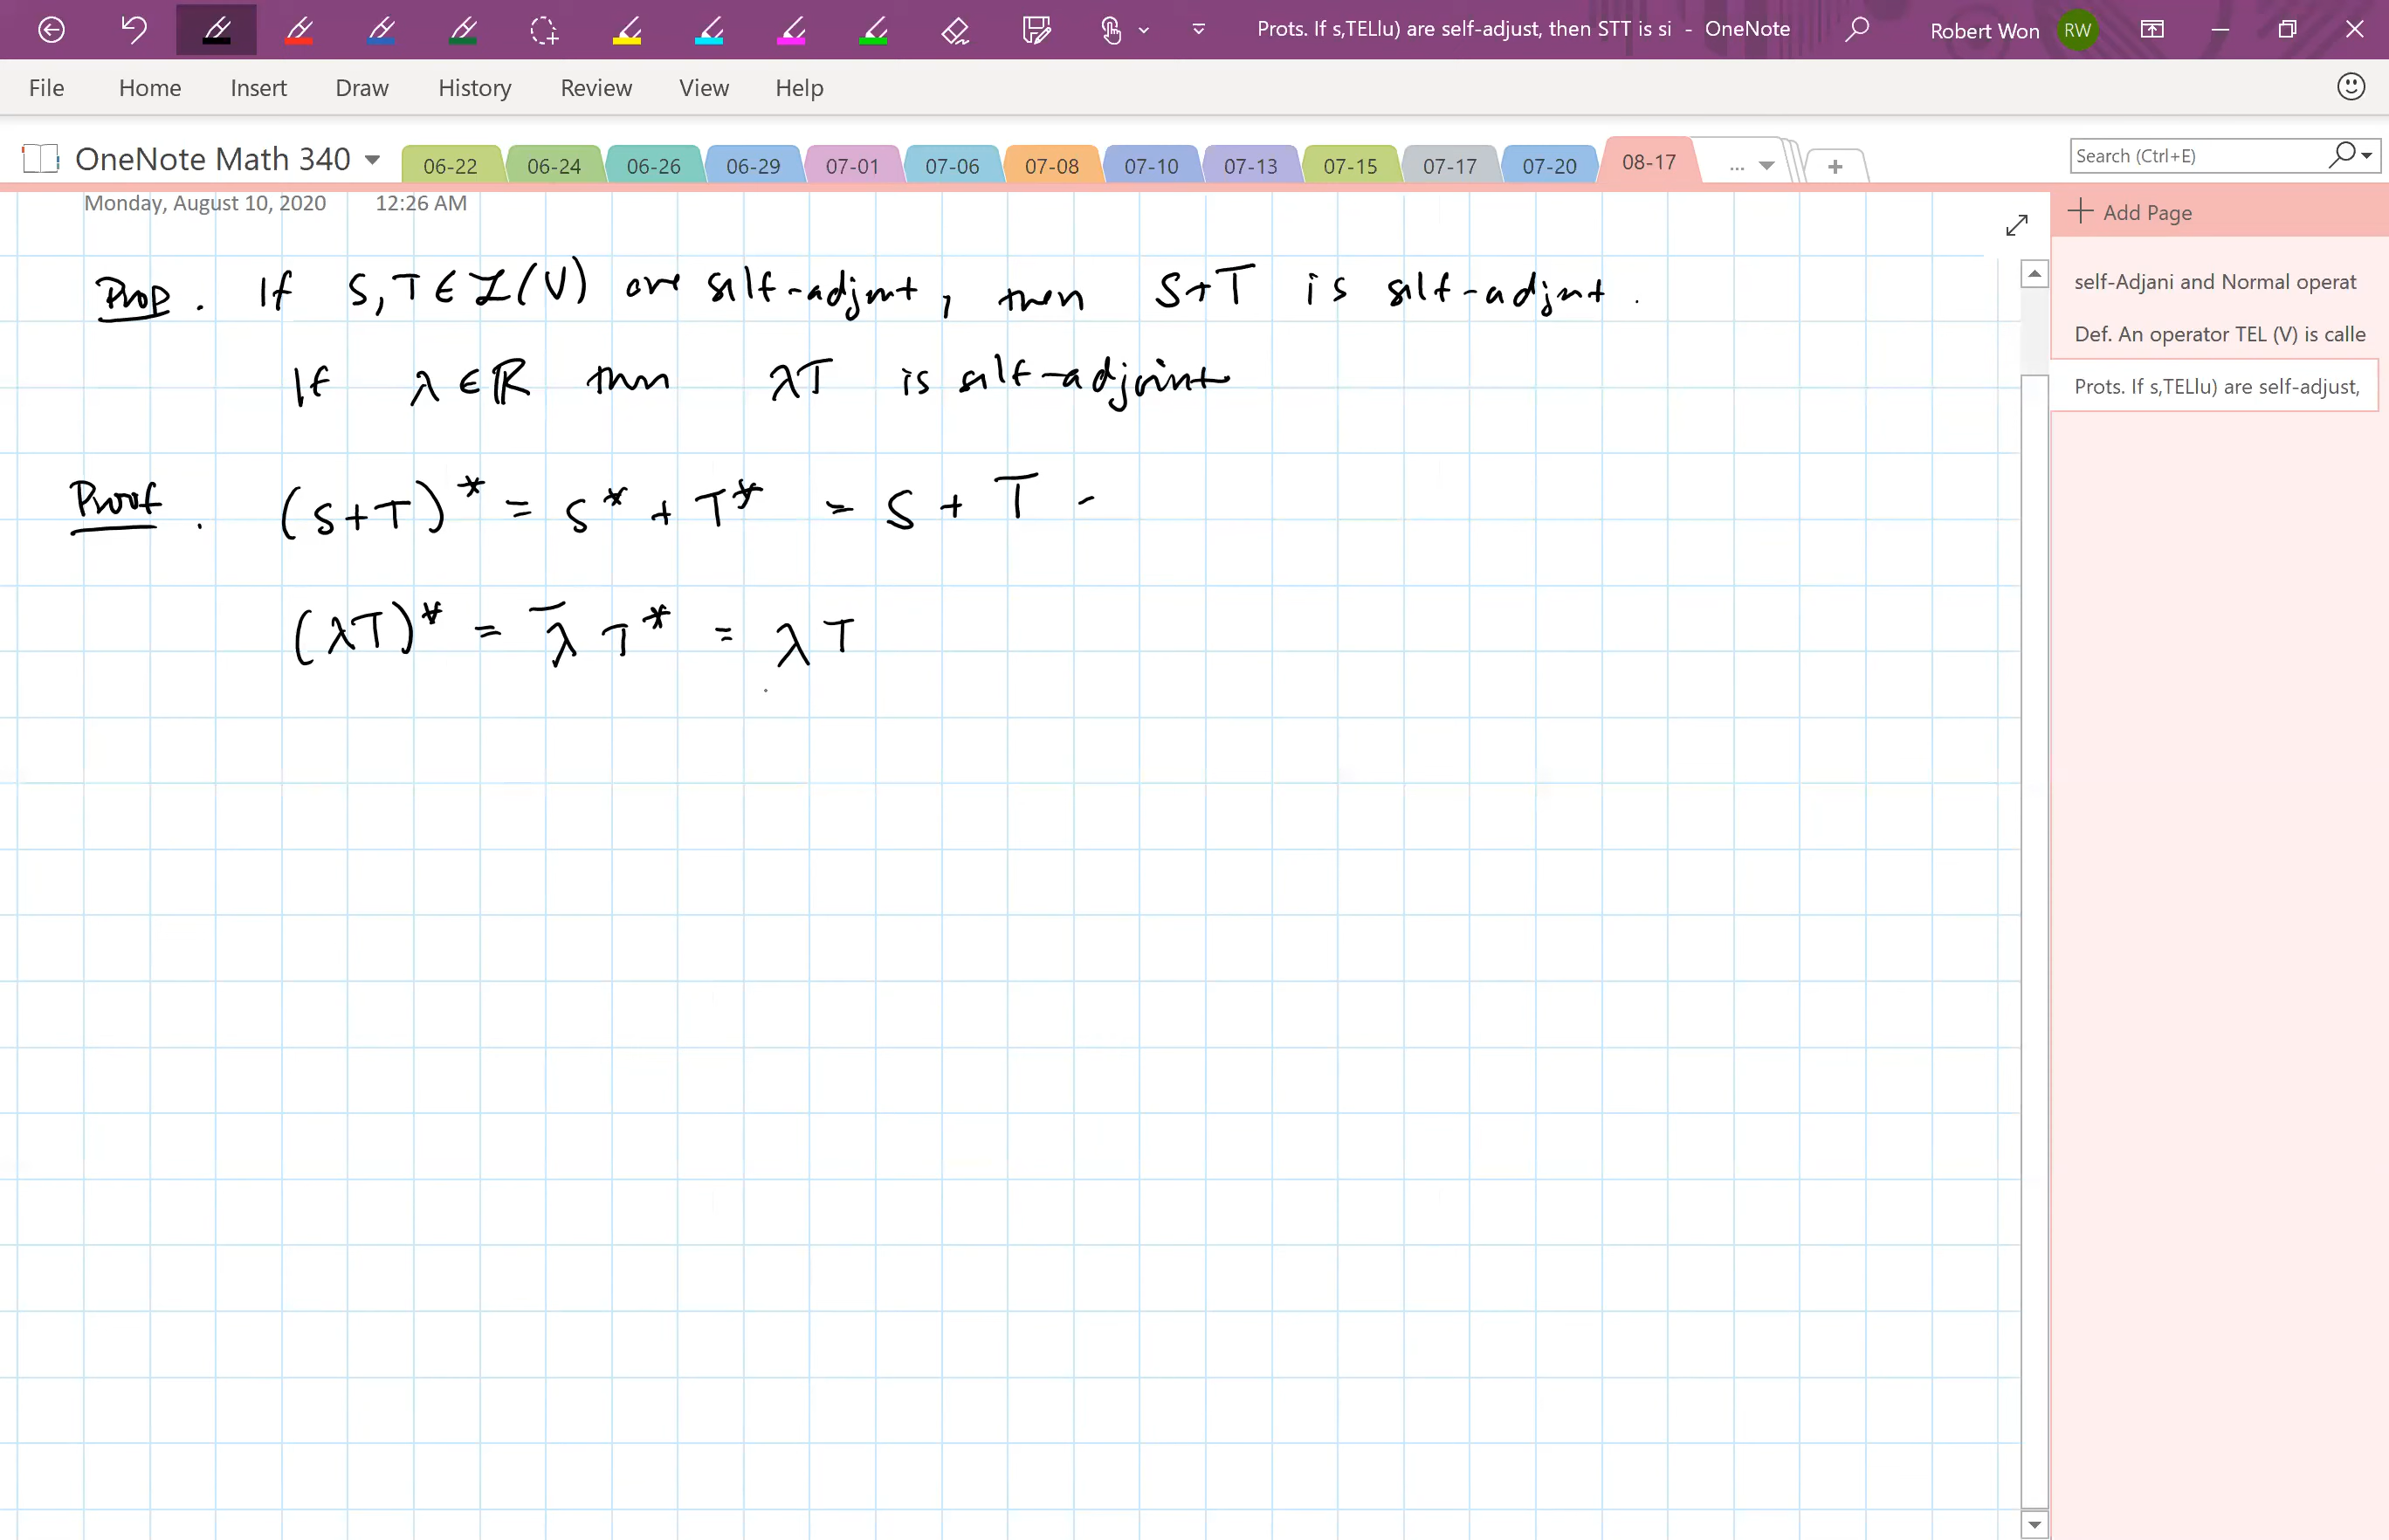 Prots. If s,TELlu) are self-adjust, then STT is si - OneNote
Robert Won RW
File Home Insert Draw History Review View Help
OneNote Math 340 06-22 06-24 06-26 06-29 07-01 07-06 07-08 07-10 07-13 07-15 07-17 07-20 08-17 ... +
Search (Ctrl+E)
Monday, August 10, 2020 12:26 AM
Add Page
self-Adjani and Normal operat
Def. An operator TEL (V) is calle
Prots. If s,TELlu) are self-adjust,
Prop. If S, T ∈ ℒ(V) are self-adjoint, then S+T is self-adjoint.
If λ ∈ ℝ then λT is self-adjoint
Proof. (S+T)* = S* + T* = S + T -
(λT)* = λ̄ T* = λ T